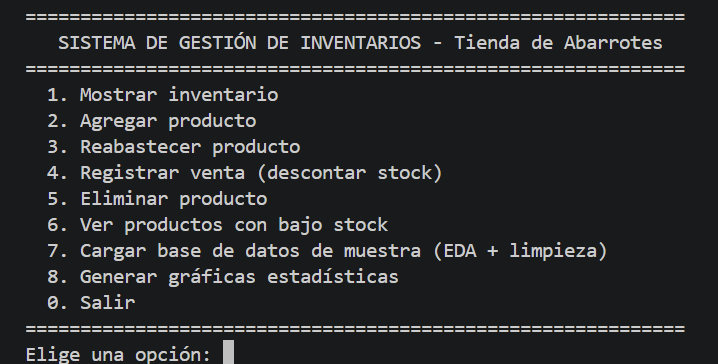 ============================================================
SISTEMA DE GESTIÓN DE INVENTARIOS - Tienda de Abarrotes
============================================================
1. Mostrar inventario
2. Agregar producto
3. Reabastecer producto
4. Registrar venta (descontar stock)
5. Eliminar producto
6. Ver productos con bajo stock
7. Cargar base de datos de muestra (EDA + limpieza)
8. Generar gráficas estadísticas
0. Salir
============================================================
Elige una opción: